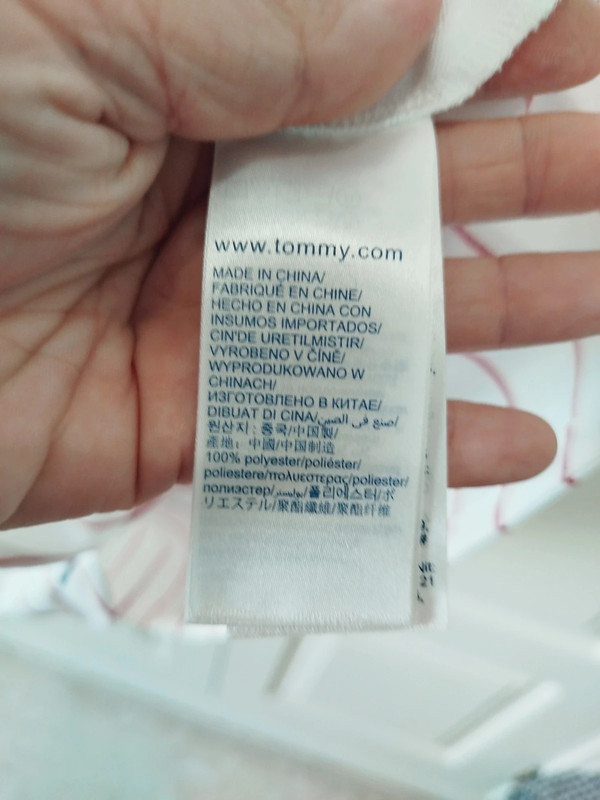 www.tommy.com
MADE IN CHINA/
FABRIQUÉ EN CHINE/
HECHO EN CHINA CON
INSUMOS IMPORTADOS/
CIN'DE URETILMISTIR/
VYROBENO V ČÍNĚ/
WYPRODUKOWANO W
CHINACH/
ИЗГОТОВЛЕНО В КИТАЕ/
DIBUAT DI CINA/صنع في الصين/
원산지: 중국/中国製/
產地: 中國/中国制造
100% polyester/poliéster/
poliestere/πολυεστερας/poliester/
полиэстер/بوليستر/폴리에스터/ポ
リエステル/聚酯纖維/聚酯纤维